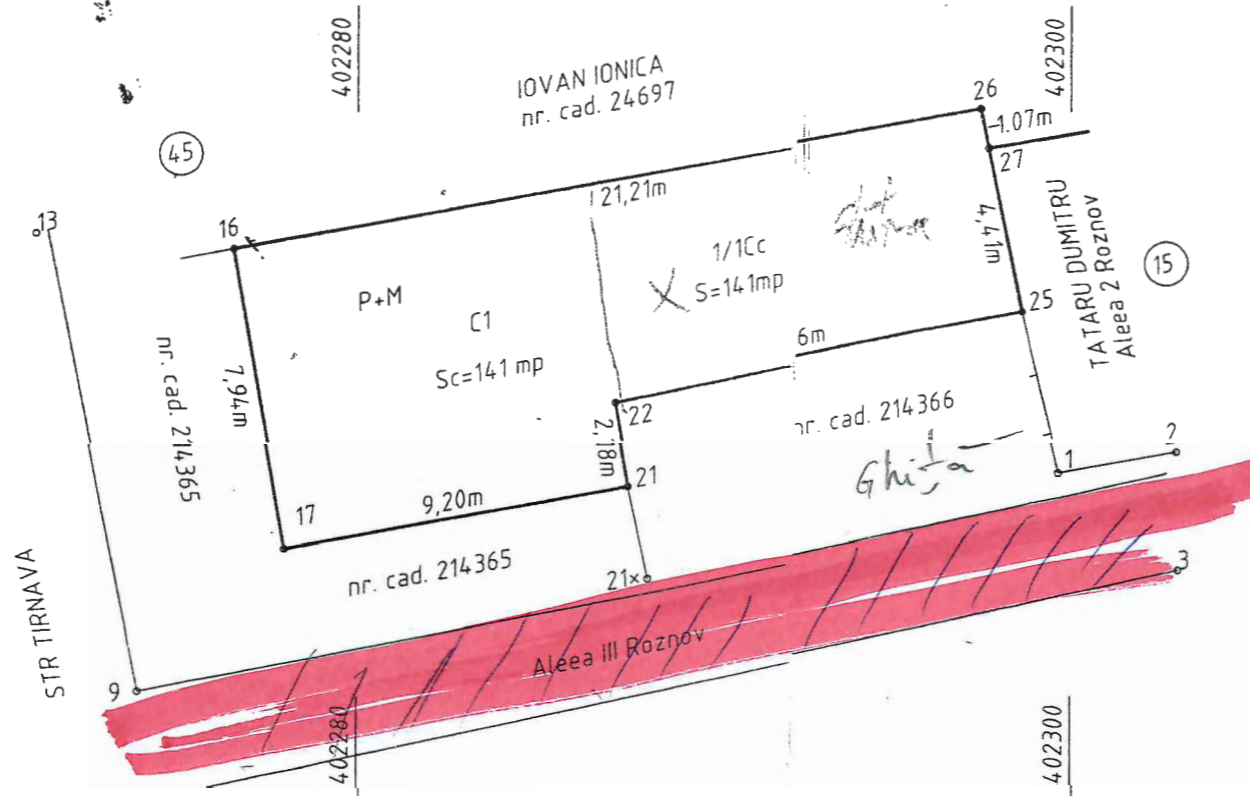 402280
402300
IOVAN IONICA
nr. cad. 24697
26
1.07m
27
45
13
16
21,21m
4,41m
TATARU DUMITRU
Aleea 2 Roznov
15
1/1Cc
S=141mp
P+M
C1
Sc=141 mp
nr. cad. 214365
7,94m
25
6m
22
2,18m
nr. cad. 214366
Ghiță
1
2
21
9,20m
17
nr. cad. 214365
21x
3
STR TIRNAVA
Aleea III Roznov
9
402280
402300